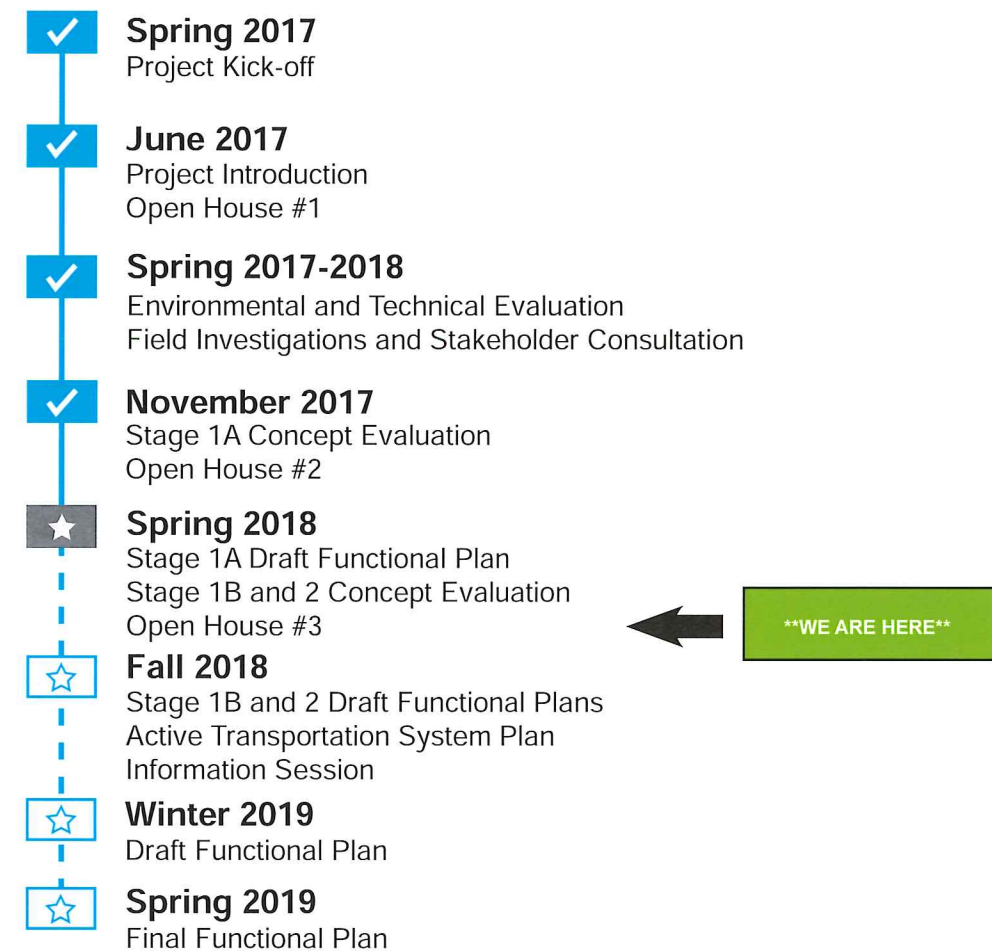 Spring 2017
Project Kick-off
June 2017
Project Introduction
Open House #1
Spring 2017-2018
Environmental and Technical Evaluation
Field Investigations and Stakeholder Consultation
November 2017
Stage 1A Concept Evaluation
Open House #2
Spring 2018
Stage 1A Draft Functional Plan
Stage 1B and 2 Concept Evaluation
Open House #3
**WE ARE HERE**
Fall 2018
Stage 1B and 2 Draft Functional Plans
Active Transportation System Plan
Information Session
Winter 2019
Draft Functional Plan
Spring 2019
Final Functional Plan